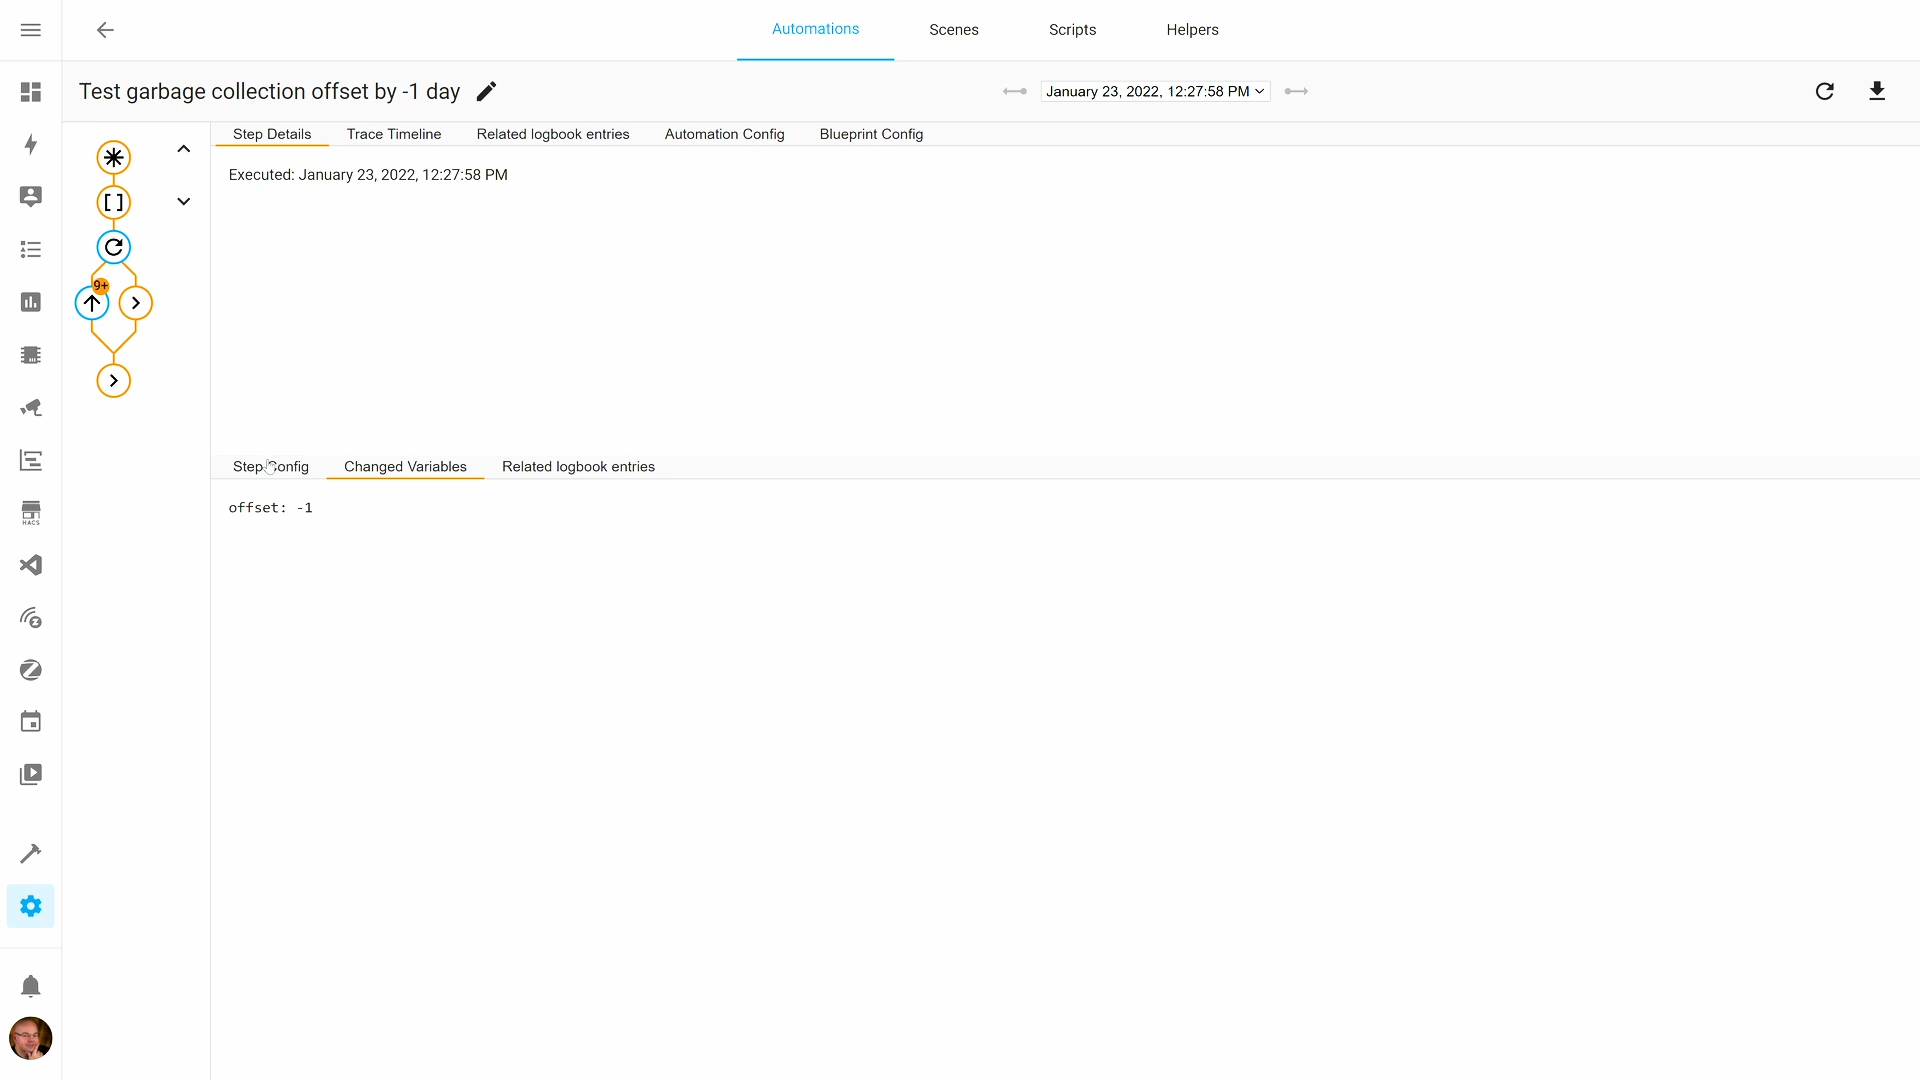 Automations Scenes Scripts Helpers
Test garbage collection offset by -1 day
January 23, 2022, 12:27:58 PM
Step Details Trace Timeline Related logbook entries Automation Config Blueprint Config
Executed: January 23, 2022, 12:27:58 PM
9+
Step Config Changed Variables Related logbook entries
offset: -1
HACS